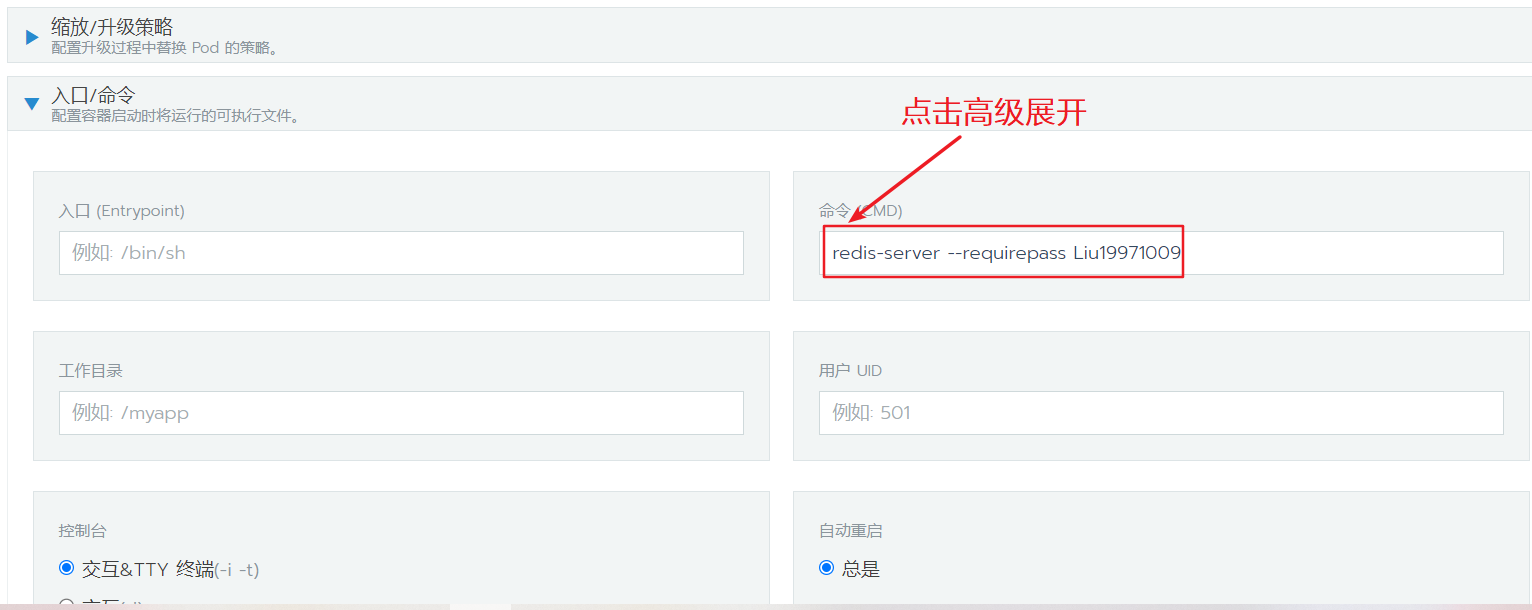 缩放/升级策略
配置升级过程中替换 Pod 的策略。
入口/命令
配置容器启动时将运行的可执行文件。
点击高级展开
入口 (Entrypoint)
命令 (CMD)
例如: /bin/sh
redis-server --requirepass Liu19971009
工作目录
用户 UID
例如: /myapp
例如: 501
控制台
自动重启
交互&TTY 终端(-i -t)
总是